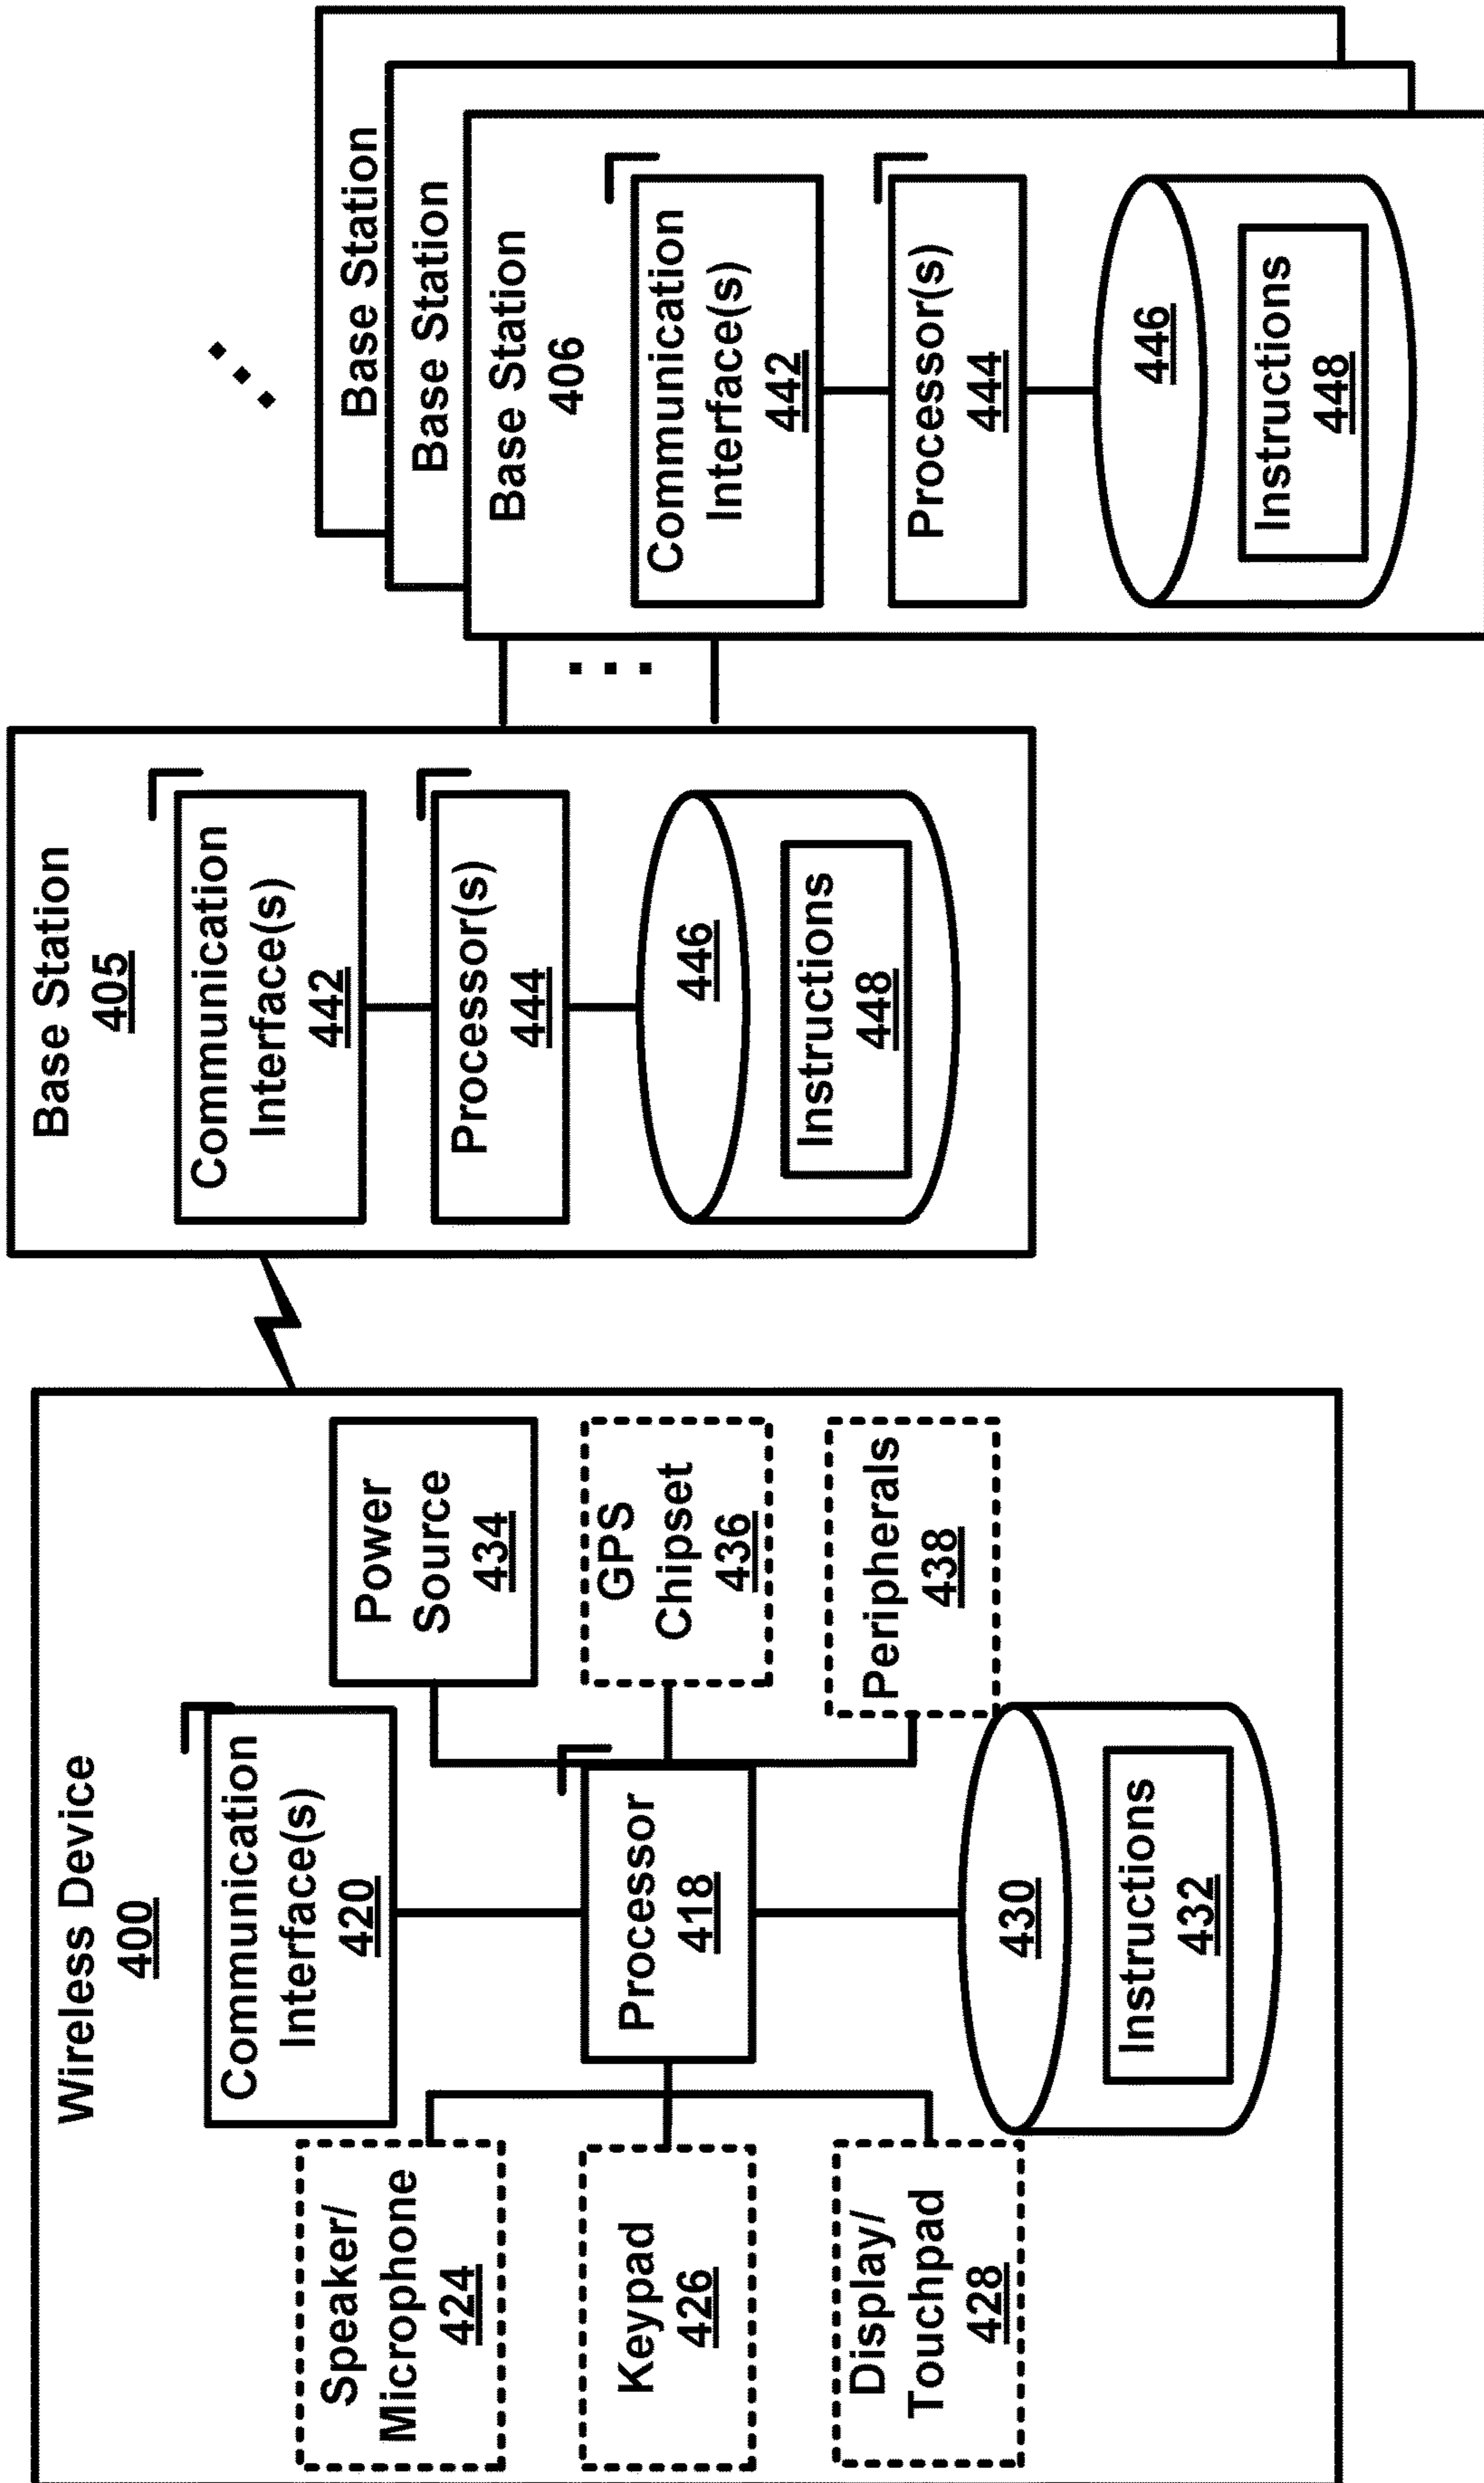 Wireless Device
400
Communication
Interface(s)
420
Speaker/
Microphone
424
Power
Source
434
Processor
418
Keypad
426
GPS
Chipset
436
Display/
Touchpad
428
Peripherals
438
430
Instructions
432
Base Station
405
Communication
Interface(s)
442
Processor(s)
444
446
Instructions
448
Base Station
Base Station
Base Station
406
Communication
Interface(s)
442
Processor(s)
444
446
Instructions
448